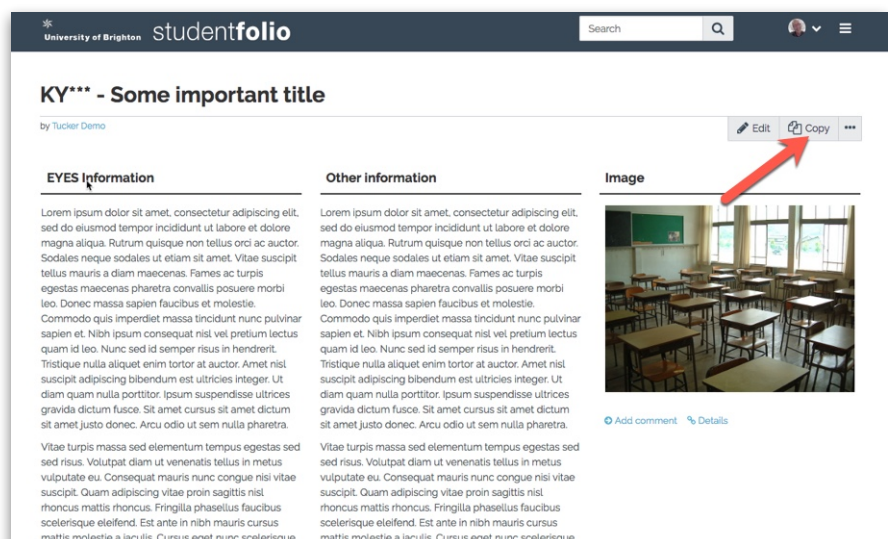 University of Brighton studentfolio
Search
KY*** - Some important title
by Tucker Demo
Edit Copy
EYES Information
Lorem ipsum dolor sit amet, consectetur adipiscing elit,
sed do eiusmod tempor incididunt ut labore et dolore
magna aliqua. Rutrum quisque non tellus orci ac auctor.
Sodales neque sodales ut etiam sit amet. Vitae suscipit
tellus mauris a diam maecenas. Fames ac turpis
egestas maecenas pharetra convallis posuere morbi
leo. Donec massa sapien faucibus et molestie.
Commodo quis imperdiet massa tincidunt nunc pulvinar
sapien et. Nibh ipsum consequat nisl vel pretium lectus
quam id leo. Nunc sed id semper risus in hendrerit.
Tristique nulla aliquet enim tortor at auctor. Amet nisl
suscipit adipiscing bibendum est ultricies integer. Ut
diam quam nulla porttitor. Ipsum suspendisse ultrices
gravida dictum fusce. Sit amet cursus sit amet dictum
sit amet justo donec. Arcu odio ut sem nulla pharetra.
Vitae turpis massa sed elementum tempus egestas sed
sed risus. Volutpat diam ut venenatis tellus in metus
vulputate eu. Consequat mauris nunc congue nisi vitae
suscipit. Quam adipiscing vitae proin sagittis nisl
rhoncus mattis rhoncus. Fringilla phasellus faucibus
scelerisque eleifend. Est ante in nibh mauris cursus
mattis molestie a iaculis. Cursus eget nunc scelerisque
Other information
Lorem ipsum dolor sit amet, consectetur adipiscing elit,
sed do eiusmod tempor incididunt ut labore et dolore
magna aliqua. Rutrum quisque non tellus orci ac auctor.
Sodales neque sodales ut etiam sit amet. Vitae suscipit
tellus mauris a diam maecenas. Fames ac turpis
egestas maecenas pharetra convallis posuere morbi
leo. Donec massa sapien faucibus et molestie.
Commodo quis imperdiet massa tincidunt nunc pulvinar
sapien et. Nibh ipsum consequat nisl vel pretium lectus
quam id leo. Nunc sed id semper risus in hendrerit.
Tristique nulla aliquet enim tortor at auctor. Amet nisl
suscipit adipiscing bibendum est ultricies integer. Ut
diam quam nulla porttitor. Ipsum suspendisse ultrices
gravida dictum fusce. Sit amet cursus sit amet dictum
sit amet justo donec. Arcu odio ut sem nulla pharetra.
Vitae turpis massa sed elementum tempus egestas sed
sed risus. Volutpat diam ut venenatis tellus in metus
vulputate eu. Consequat mauris nunc congue nisi vitae
suscipit. Quam adipiscing vitae proin sagittis nisl
rhoncus mattis rhoncus. Fringilla phasellus faucibus
scelerisque eleifend. Est ante in nibh mauris cursus
mattis molestie a iaculis. Cursus eget nunc scelerisque
Image
Add comment Details